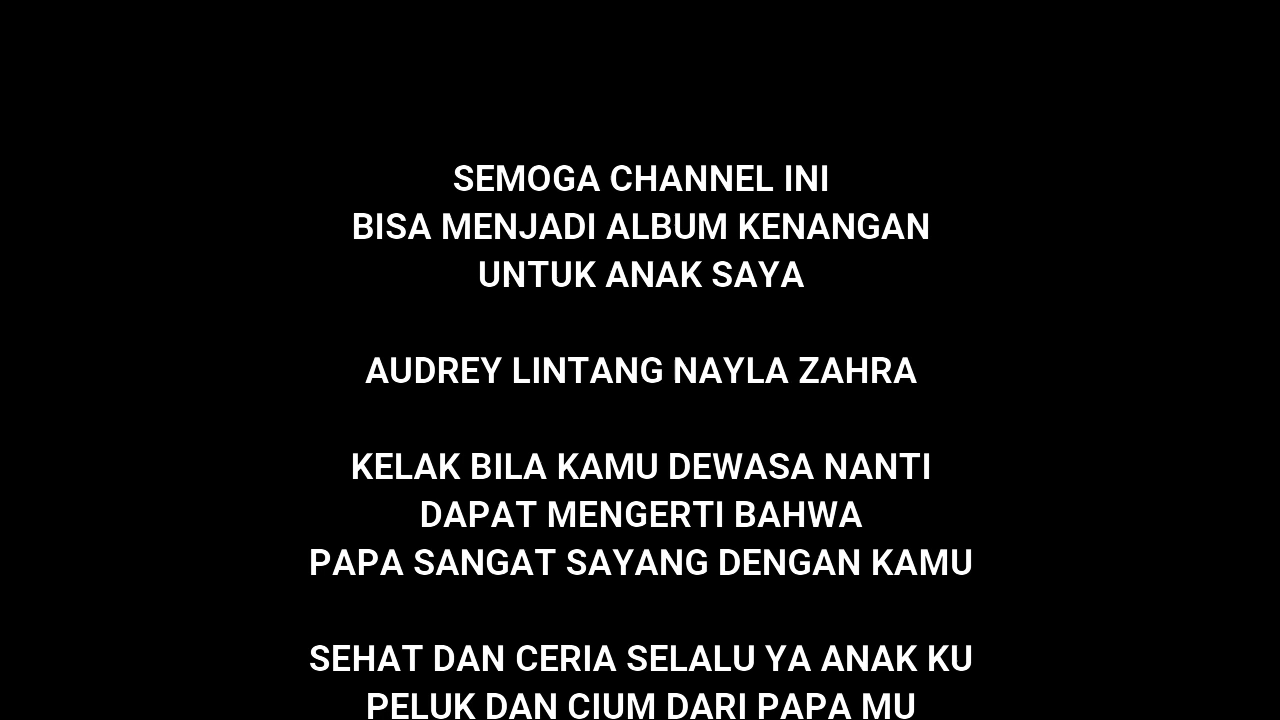 SEMOGA CHANNEL INI
BISA MENJADI ALBUM KENANGAN
UNTUK ANAK SAYA
AUDREY LINTANG NAYLA ZAHRA
KELAK BILA KAMU DEWASA NANTI
DAPAT MENGERTI BAHWA
PAPA SANGAT SAYANG DENGAN KAMU
SEHAT DAN CERIA SELALU YA ANAK KU
PELUK DAN CIUM DARI PAPA MU